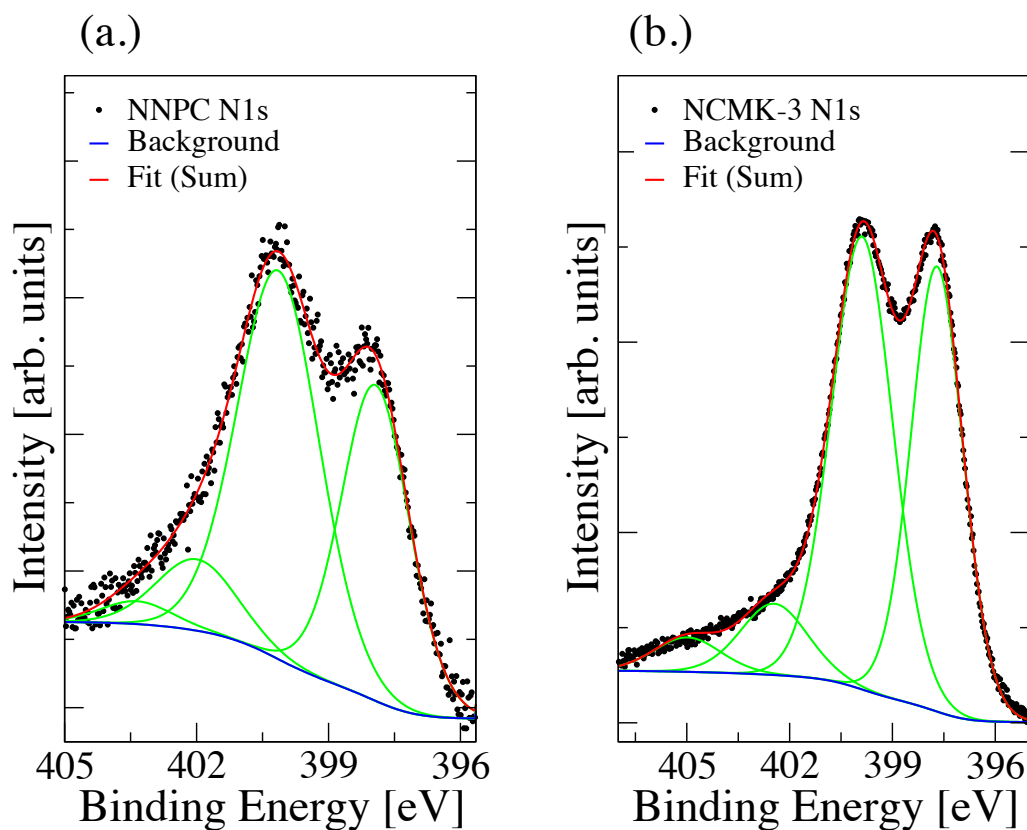 (a.)
NNPC N1s
Background
Fit (Sum)
Intensity [arb. units]
405 402 399 396
Binding Energy [eV]
(b.)
NCMK-3 N1s
Background
Fit (Sum)
Intensity [arb. units]
405 402 399 396
Binding Energy [eV]